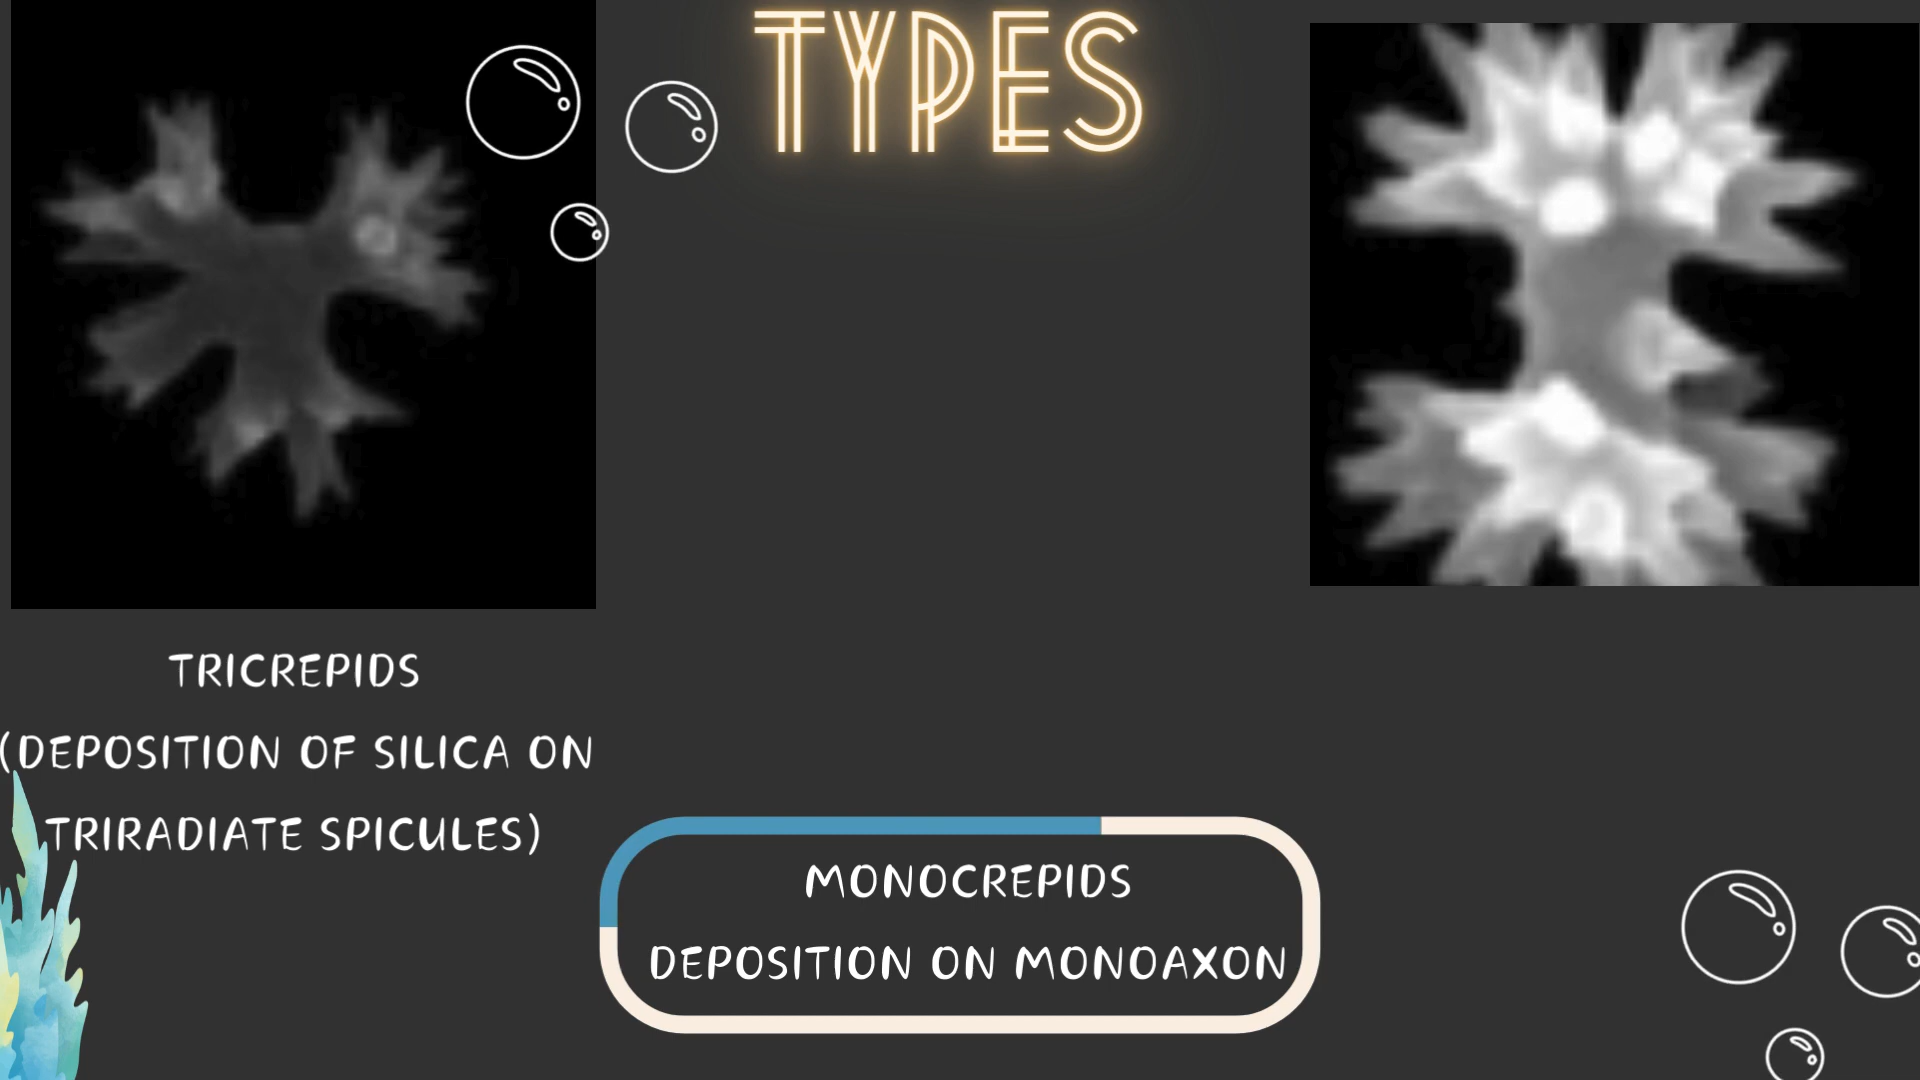 TYPES
TRICREPIDS
(DEPOSITION OF SILICA ON
TRIRADIATE SPICULES)
MONOCREPIDS
DEPOSITION ON MONOAXON